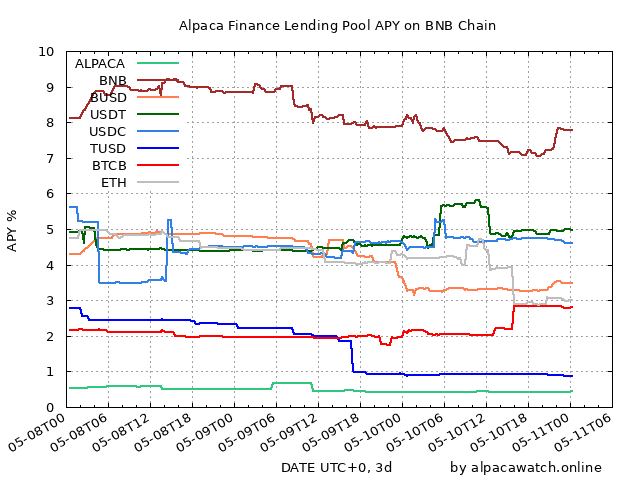 Alpaca Finance Lending Pool APY on BNB Chain
10
9
8
7
6
5
4
3
2
1
0
APY %
ALPACA
BNB
BUSD
USDT
USDC
TUSD
BTCB
ETH
05-08T00
05-08T06
05-08T12
05-08T18
05-09T00
05-09T06
05-09T12
05-09T18
05-10T00
05-10T06
05-10T12
05-10T18
05-11T00
05-11T06
DATE UTC+0, 3d
by alpacawatch.online